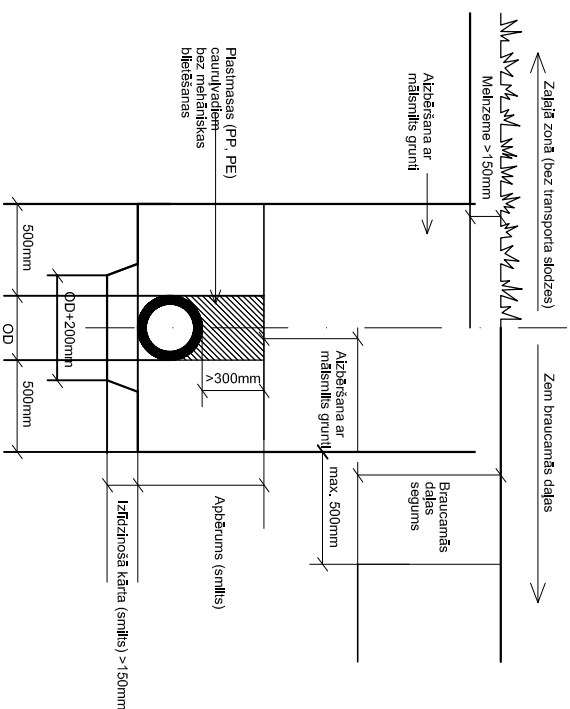 Zaļajā zonā (bez transporta slodzes)
Zem braucamās daļas
Melnzeme >150mm
Aizbēršana ar
mālsmilts grunti
Braucamās
daļas
segums
Aizbēršana ar
mālsmilts grunti
max. 500mm
Plastmasas (PP, PE)
cauruļvadiem
bez mehāniskas
blietēšanas
>300mm
Apbērums (smilts)
Izlīdzinošā kārta (smilts) >150mm
OD+200mm
500mm
OD
500mm